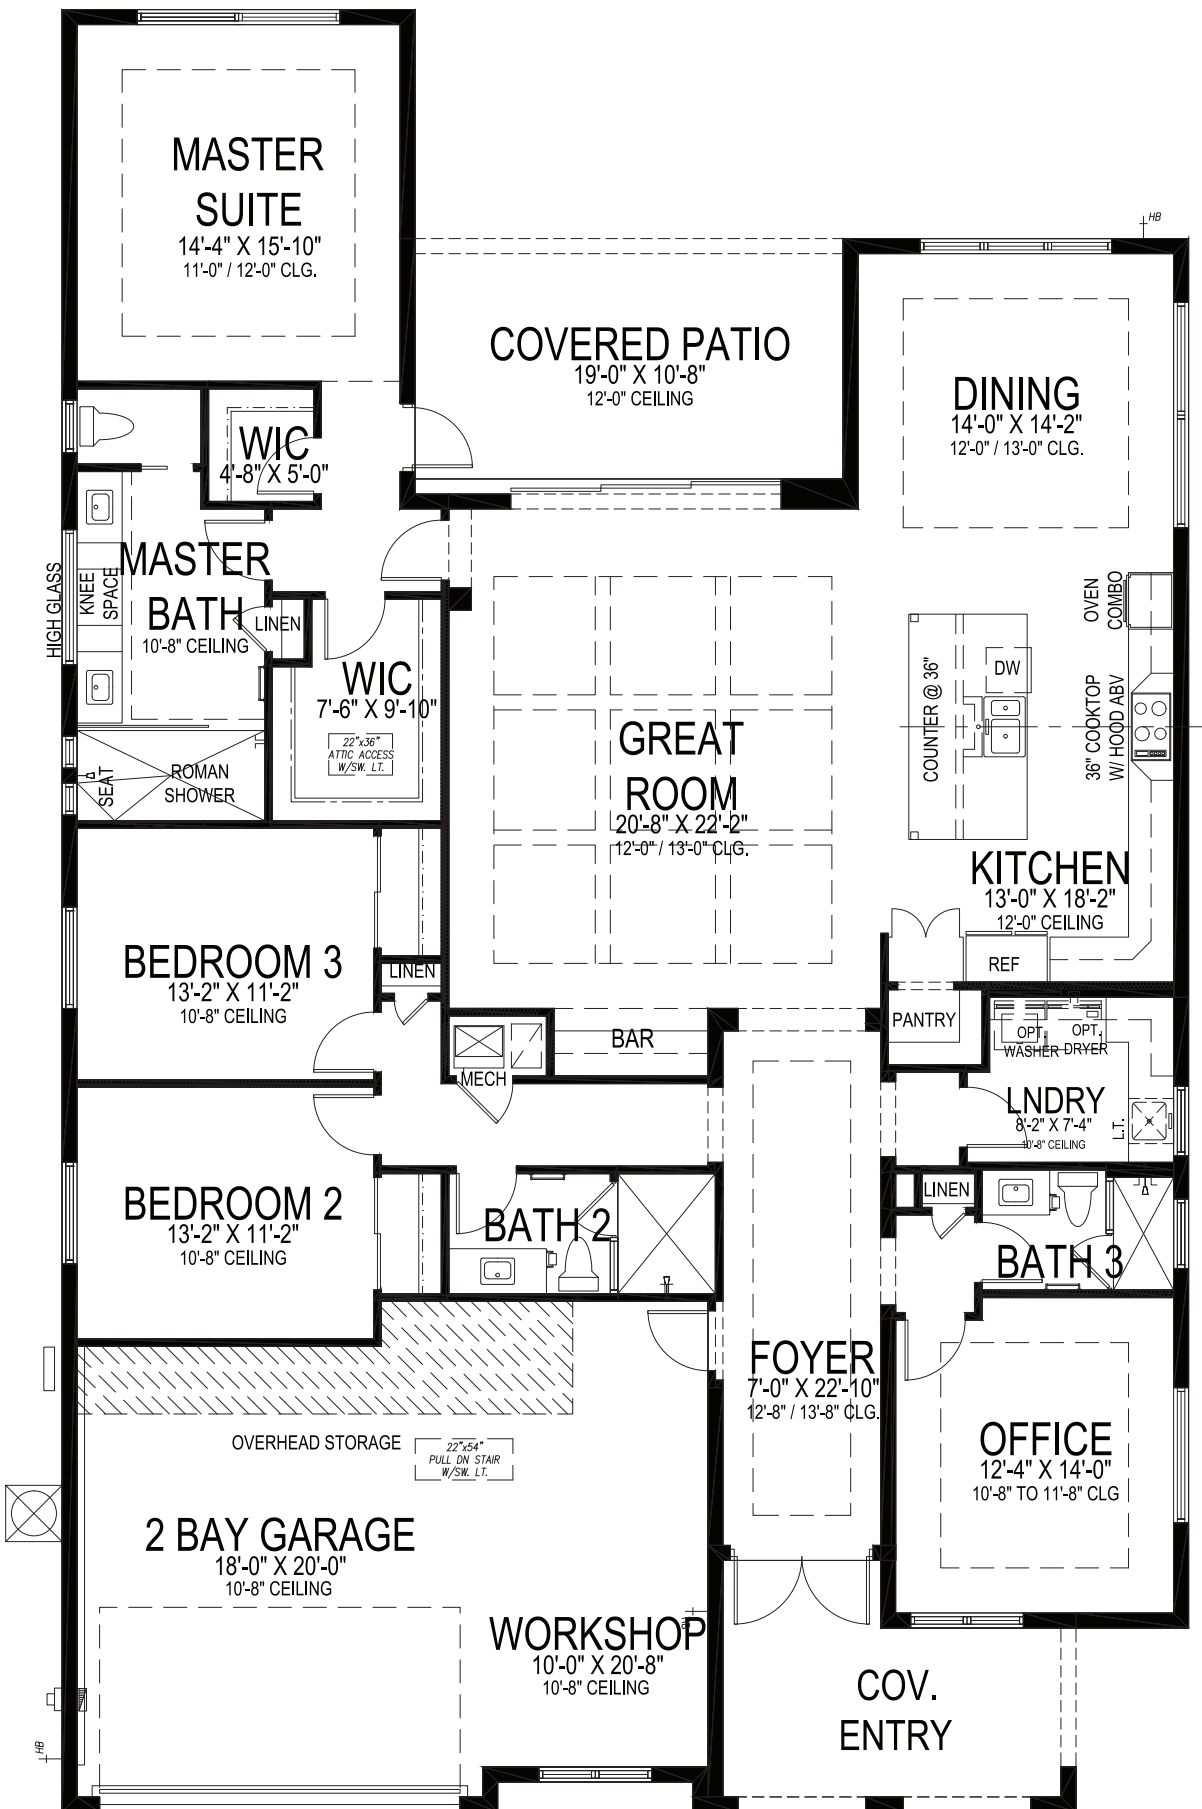 MASTER
SUITE
14'-4" X 15'-10"
11'-0" / 12'-0" CLG.
HB
COVERED PATIO
19'-0" X 10'-8"
12'-0" CEILING
DINING
14'-0" X 14'-2"
12'-0" / 13'-0" CLG.
WIC
4'-8" X 5'-0"
MASTER
BATH
10'-8" CEILING
HIGH GLASS
KNEE
SPACE
LINEN
WIC
7'-6" X 9'-10"
22"x36"
ATTIC ACCESS
W/SW. LT.
SEAT
ROMAN
SHOWER
GREAT
ROOM
20'-8" X 22'-2"
12'-0" / 13'-0" CLG.
OVEN
COMBO
DW
COUNTER @ 36"
36" COOKTOP
W/ HOOD ABV
KITCHEN
13'-0" X 18'-2"
12'-0" CEILING
REF
BEDROOM 3
13'-2" X 11'-2"
10'-8" CEILING
LINEN
MECH
BAR
PANTRY
OPT.
WASHER
OPT.
DRYER
LNDRY
8'-2" X 7'-4"
10'-8" CEILING
L.T.
BEDROOM 2
13'-2" X 11'-2"
10'-8" CEILING
BATH 2
LINEN
BATH 3
FOYER
7'-0" X 22'-10"
12'-8" / 13'-8" CLG.
OFFICE
12'-4" X 14'-0"
10'-8" TO 11'-8" CLG
OVERHEAD STORAGE
22"x54"
PULL DN STAIR
W/SW. LT.
2 BAY GARAGE
18'-0" X 20'-0"
10'-8" CEILING
WORKSHOP
10'-0" X 20'-8"
10'-8" CEILING
HB
COV.
ENTRY
HB